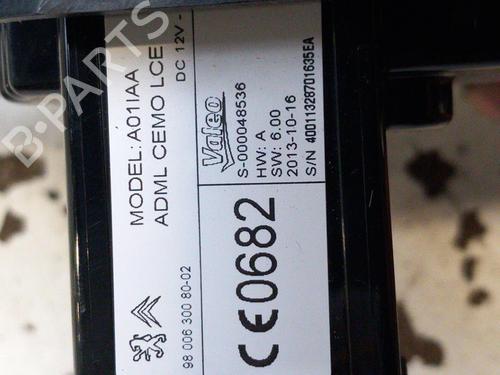 MODEL: A01IAA
ADML CEMO LCE
DC 12V -
98 006 300 80-02
Valeo
S-000048536
HW: A
SW: 6.00
2013-10-16
S/N 40011328701635EA
CE0682
B-PARTS